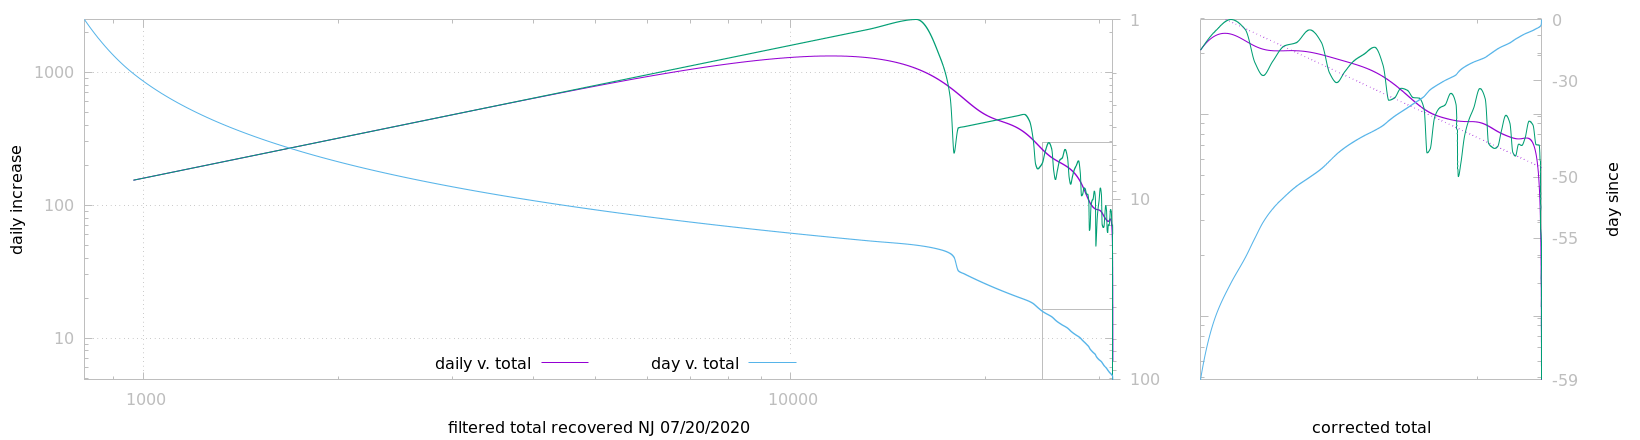 daily increase
1000
100
10
1000
10000
1
10
100
daily v. total
day v. total
filtered total recovered NJ 07/20/2020
0
-30
-50
-55
-59
day since
corrected total